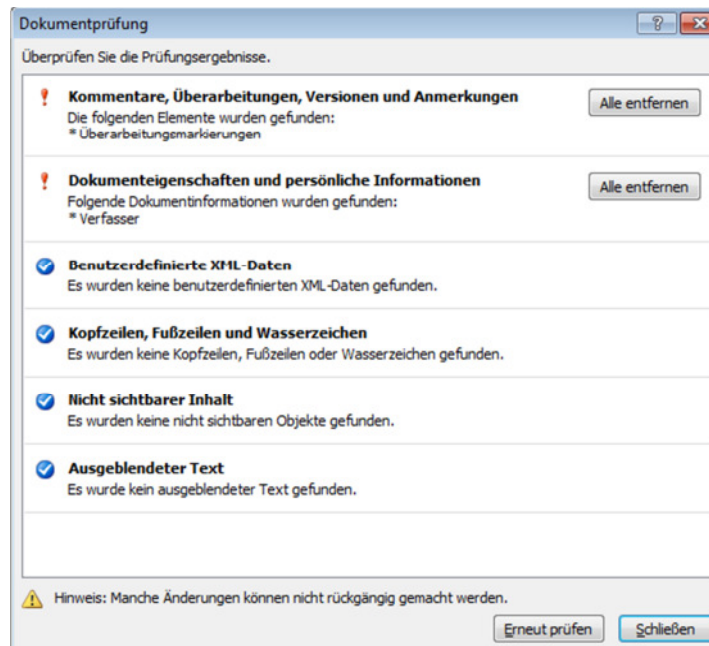 Dokumentprüfung
Überprüfen Sie die Prüfungsergebnisse.
Kommentare, Überarbeitungen, Versionen und Anmerkungen
Alle entfernen
Die folgenden Elemente wurden gefunden:
* Überarbeitungsmarkierungen
Dokumenteigenschaften und persönliche Informationen
Alle entfernen
Folgende Dokumentinformationen wurden gefunden:
* Verfasser
Benutzerdefinierte XML-Daten
Es wurden keine benutzerdefinierten XML-Daten gefunden.
Kopfzeilen, Fußzeilen und Wasserzeichen
Es wurden keine Kopfzeilen, Fußzeilen oder Wasserzeichen gefunden.
Nicht sichtbarer Inhalt
Es wurden keine nicht sichtbaren Objekte gefunden.
Ausgeblendeter Text
Es wurde kein ausgeblendeter Text gefunden.
Hinweis: Manche Änderungen können nicht rückgängig gemacht werden.
Erneut prüfen Schließen